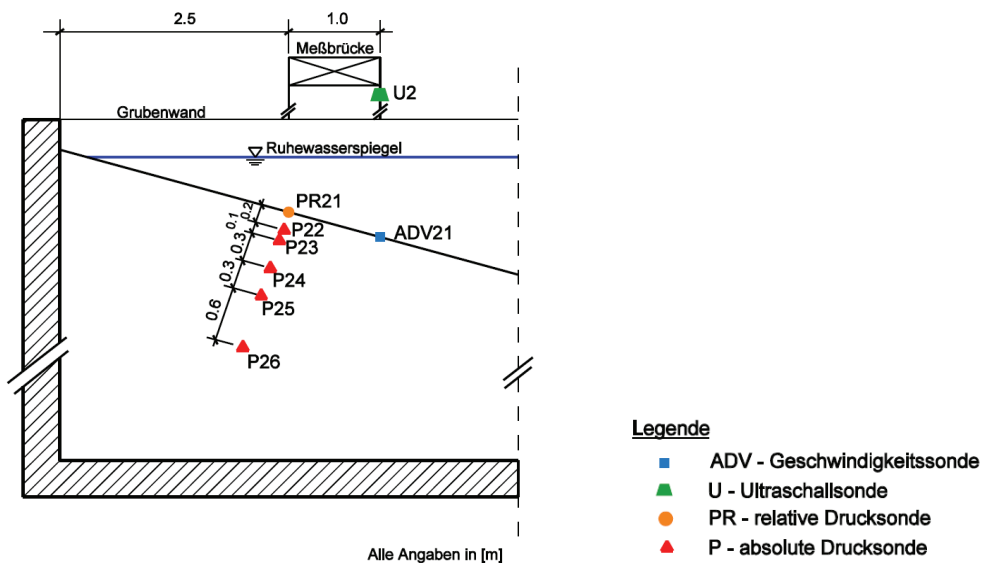 2.5
1.0
Meßbrücke
U2
Grubenwand
Ruhewasserspiegel
PR21
0.2
0.1
P22
ADV21
P23
0.3
P24
0.3
P25
0.6
P26
Legende
ADV - Geschwindigkeitssonde
U - Ultraschallsonde
PR - relative Drucksonde
P - absolute Drucksonde
Alle Angaben in [m]